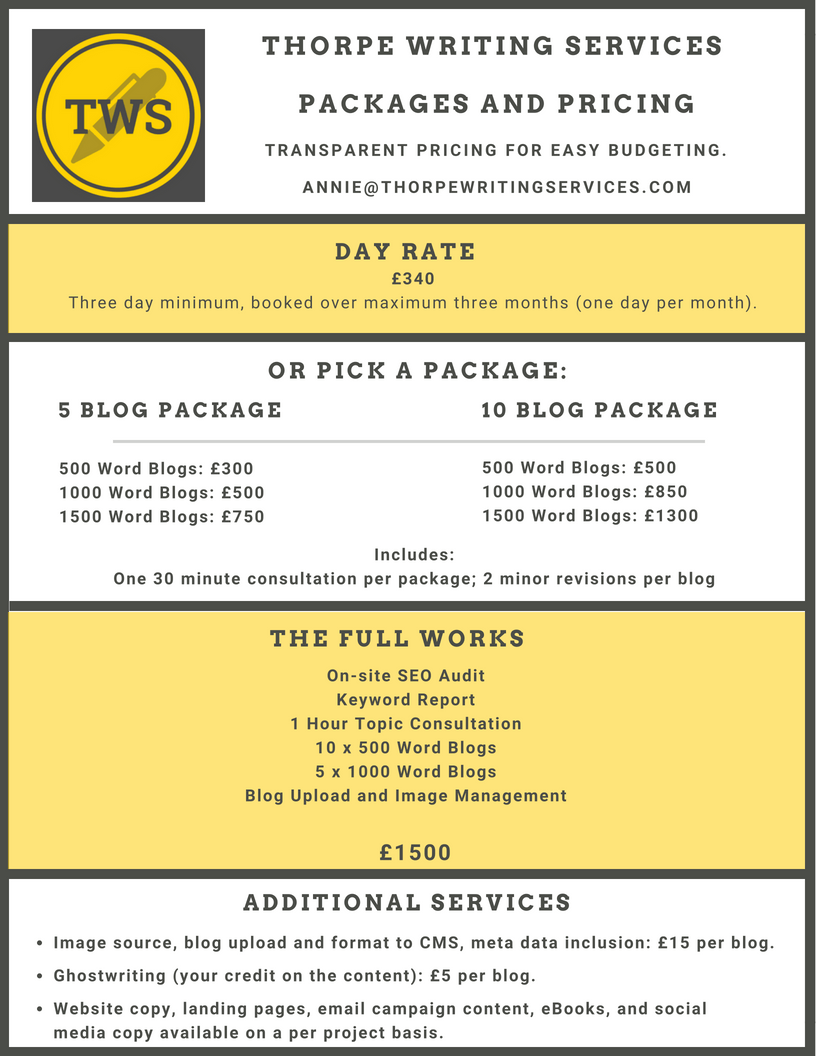 TWS
THORPE WRITING SERVICES
PACKAGES AND PRICING
TRANSPARENT PRICING FOR EASY BUDGETING.
ANNIE@THORPEWRITINGSERVICES.COM
DAY RATE
£340
Three day minimum, booked over maximum three months (one day per month).
OR PICK A PACKAGE:
5 BLOG PACKAGE
500 Word Blogs: £300
1000 Word Blogs: £500
1500 Word Blogs: £750
10 BLOG PACKAGE
500 Word Blogs: £500
1000 Word Blogs: £850
1500 Word Blogs: £1300
Includes:
One 30 minute consultation per package; 2 minor revisions per blog
THE FULL WORKS
On-site SEO Audit
Keyword Report
1 Hour Topic Consultation
10 x 500 Word Blogs
5 x 1000 Word Blogs
Blog Upload and Image Management
£1500
ADDITIONAL SERVICES
• Image source, blog upload and format to CMS, meta data inclusion: £15 per blog.
• Ghostwriting (your credit on the content): £5 per blog.
• Website copy, landing pages, email campaign content, eBooks, and social
media copy available on a per project basis.